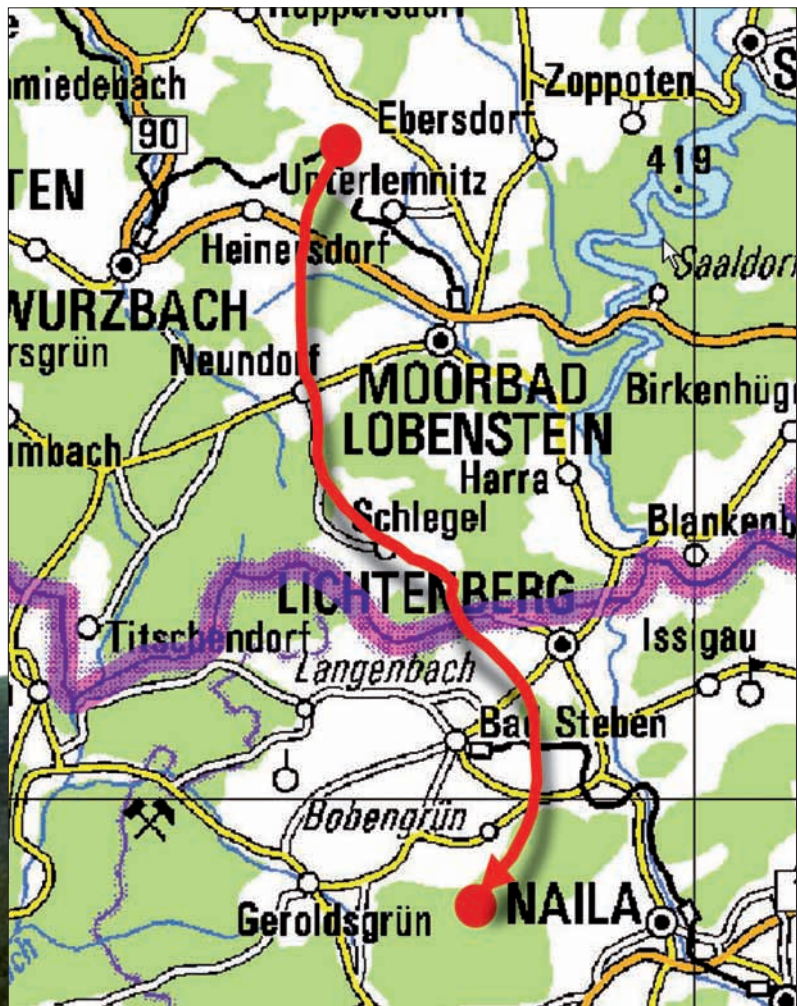 miedebach
Zoppoten
S
90
Ebersdorf
419
TEN
Unterlemnitz
Heinersdorf
Saaldorf
WURZBACH
rsgrün
Neundorf
MOORBAD
LOBENSTEIN
Birkenhüge
mbach
Harra
Schlegel
Blankenb
LICHTENBERG
Titschendorf
Issigau
Langenbach
Bad Steben
Bobengrün
Geroldsgrün
NAILA